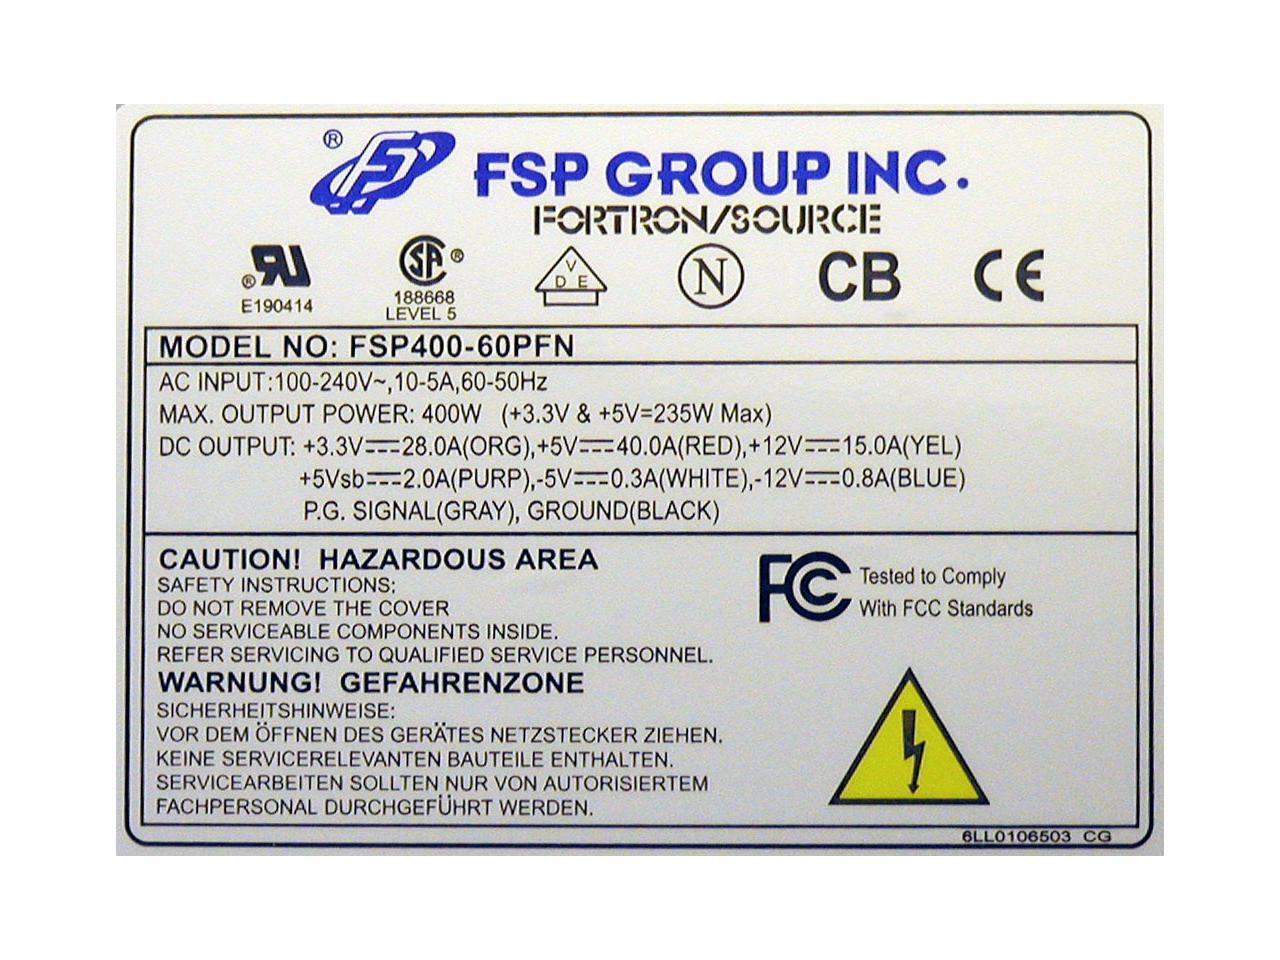 ® FSP GROUP INC.
FORTRON/SOURCE
® RU SA ® V D E N CB CE
E190414 188668
LEVEL 5
MODEL NO: FSP400-60PFN
AC INPUT:100-240V~,10-5A,60-50Hz
MAX. OUTPUT POWER: 400W (+3.3V & +5V=235W Max)
DC OUTPUT: +3.3V⎓28.0A(ORG),+5V⎓40.0A(RED),+12V⎓15.0A(YEL)
+5Vsb⎓2.0A(PURP),-5V⎓0.3A(WHITE),-12V⎓0.8A(BLUE)
P.G. SIGNAL(GRAY), GROUND(BLACK)
CAUTION! HAZARDOUS AREA
SAFETY INSTRUCTIONS:
DO NOT REMOVE THE COVER
NO SERVICEABLE COMPONENTS INSIDE.
REFER SERVICING TO QUALIFIED SERVICE PERSONNEL.
WARNUNG! GEFAHRENZONE
SICHERHEITSHINWEISE:
VOR DEM ÖFFNEN DES GERÄTES NETZSTECKER ZIEHEN.
KEINE SERVICERELEVANTEN BAUTEILE ENTHALTEN.
SERVICEARBEITEN SOLLTEN NUR VON AUTORISIERTEM
FACHPERSONAL DURCHGEFÜHRT WERDEN.
FCC Tested to Comply
With FCC Standards
6LL0106503 CG